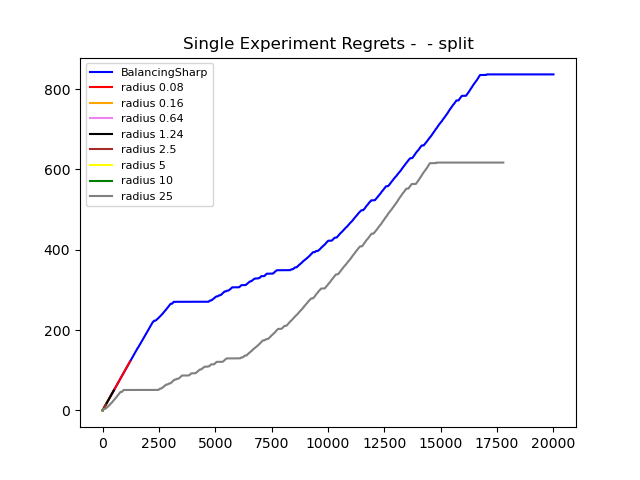 Single Experiment Regrets -  - split
BalancingSharp
radius 0.08
radius 0.16
radius 0.64
radius 1.24
radius 2.5
radius 5
radius 10
radius 25
800
600
400
200
0
0 2500 5000 7500 10000 12500 15000 17500 20000